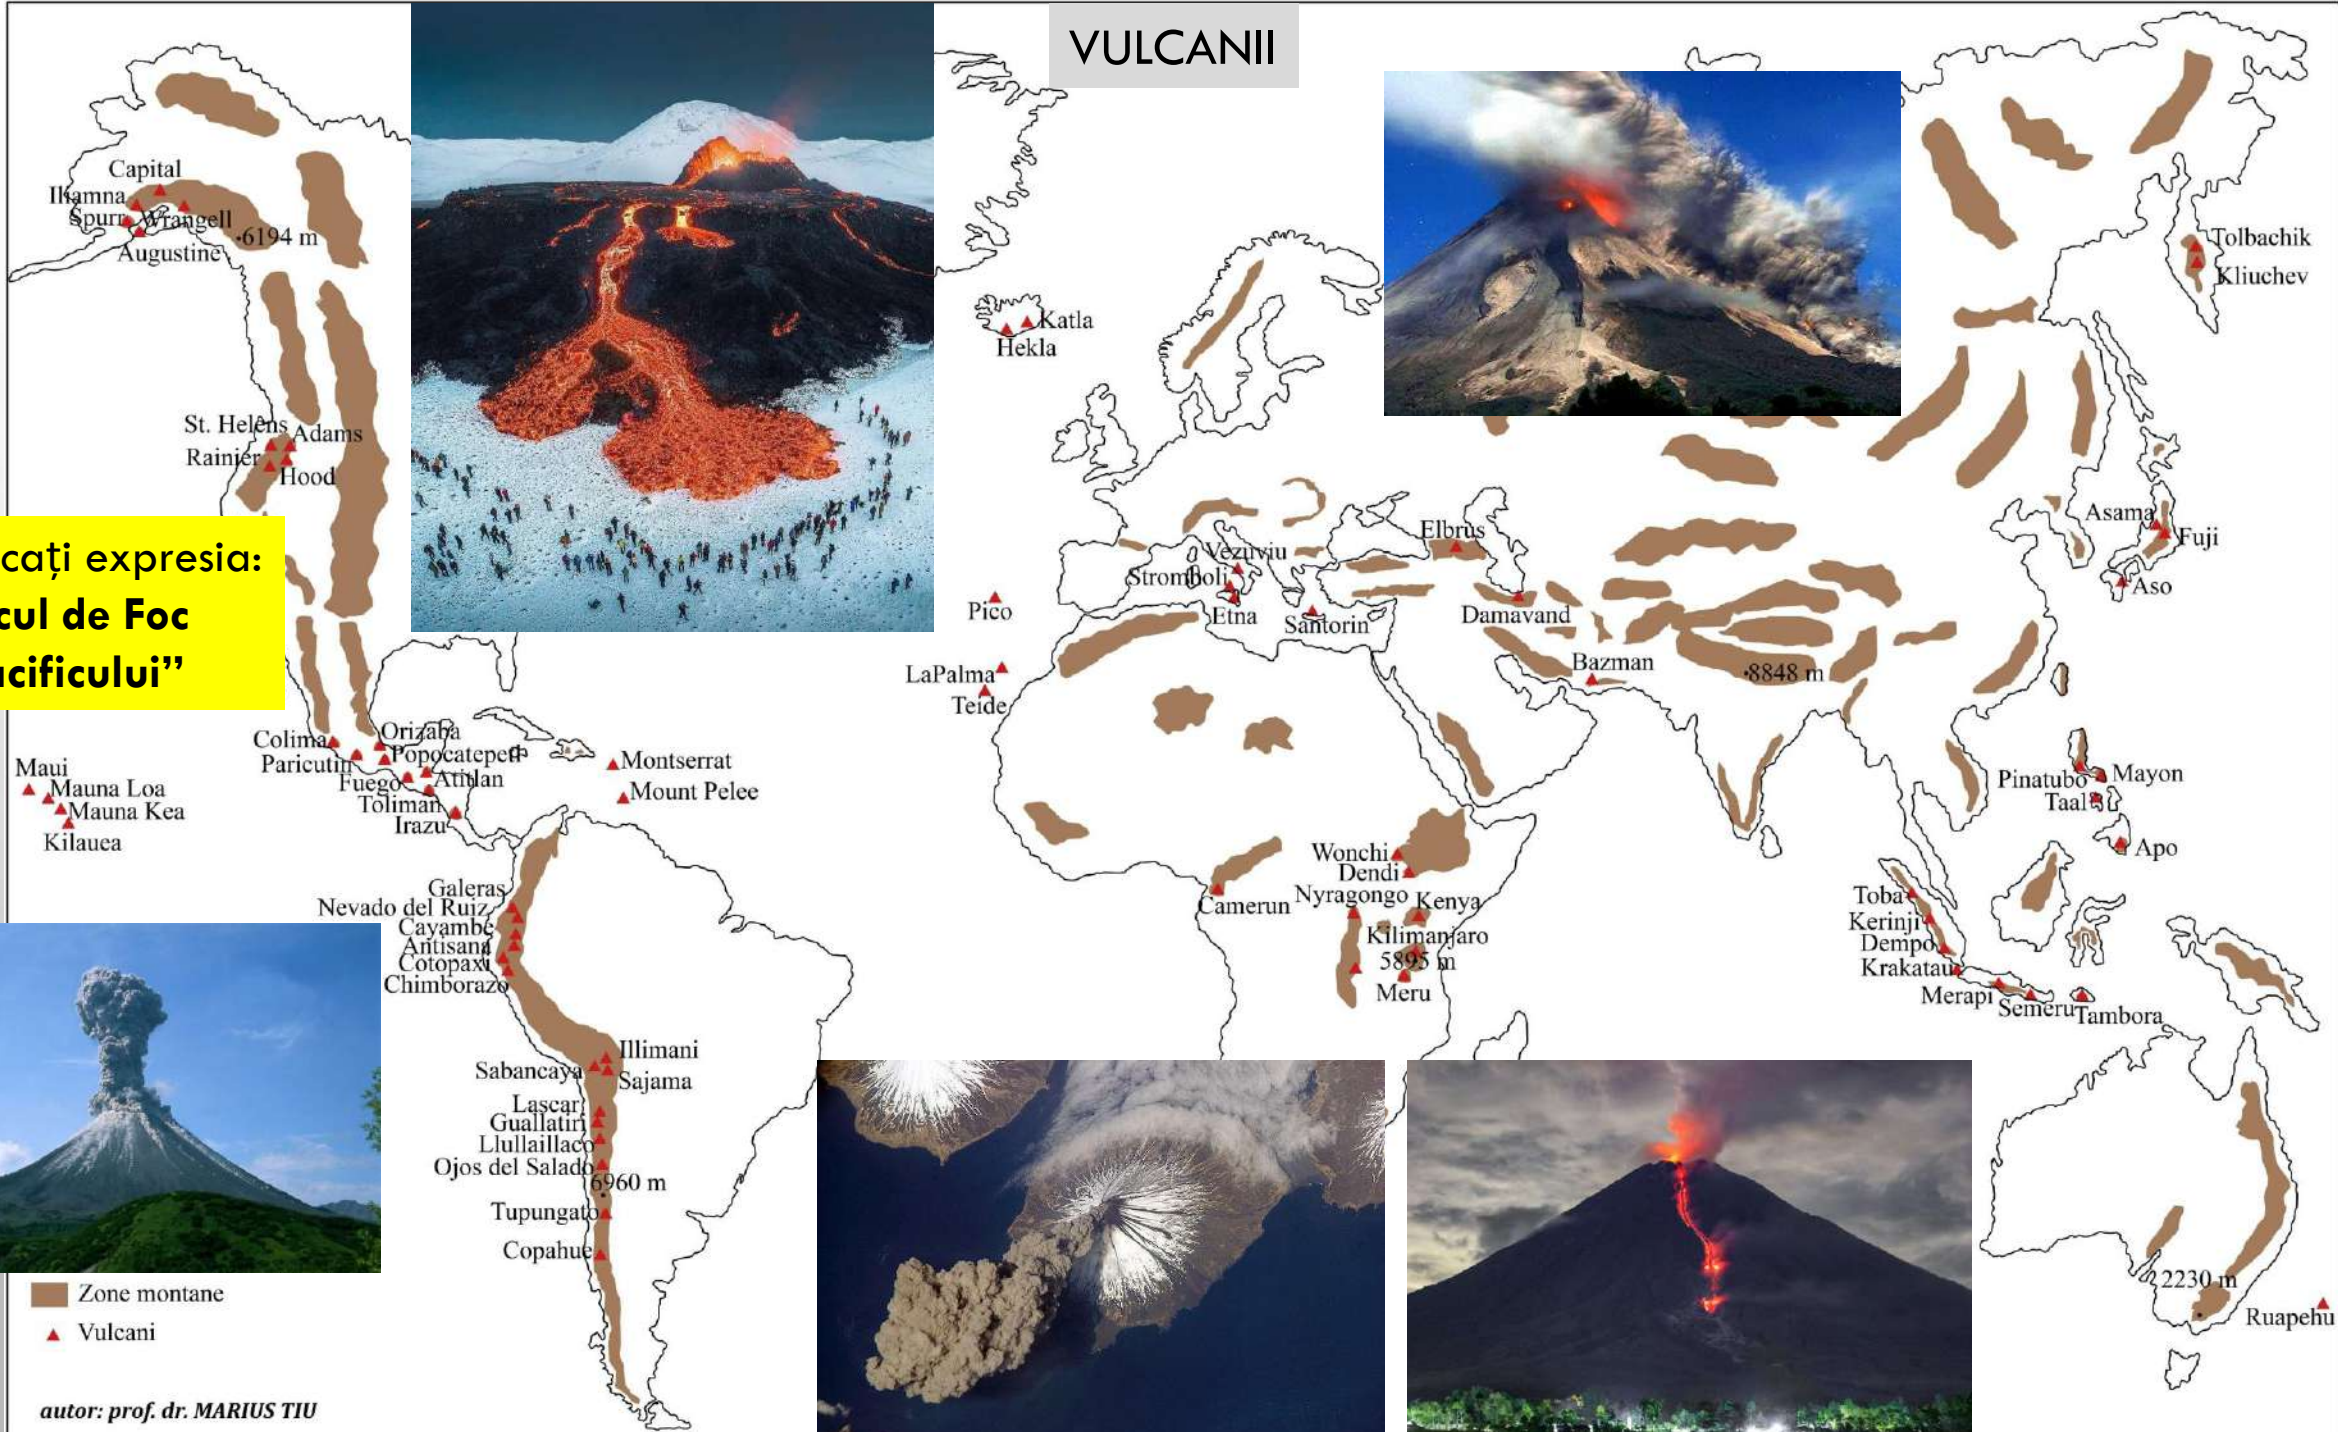 VULCANII
Capital
Iliamna
Spurr
Wrangell
6194 m
Augustine
Tolbachik
Kliuchev
Katla
Hekla
St. Helens
Adams
Rainier
Hood
cați expresia:
cul de Foc
cificului”
Elbrus
Vezuviu
Stromboli
Etna
Santorin
Pico
Damavand
Asama
Fuji
Aso
LaPalma
Teide
Bazman
8848 m
Colima
Paricutin
Orizaba
Popocatepetl
Fuego
Atitlan
Toliman
Irazu
Montserrat
Mount Pelee
Maui
Mauna Loa
Mauna Kea
Kilauea
Pinatubo
Mayon
Taal
Apo
Galeras
Nevado del Ruiz
Cayambe
Antisana
Cotopaxi
Chimborazo
Wonchi
Dendi
Nyragongo
Kenya
Camerun
Kilimanjaro
5895 m
Meru
Toba
Kerinji
Dempo
Krakatau
Merapi
Semeru
Tambora
Illimani
Sabancaya
Sajama
Lascar
Guallatiri
Llullaillaco
Ojos del Salado
6960 m
Tupungato
Copahue
2230 m
Ruapehu
Zone montane
Vulcani
autor: prof. dr. MARIUS TIU